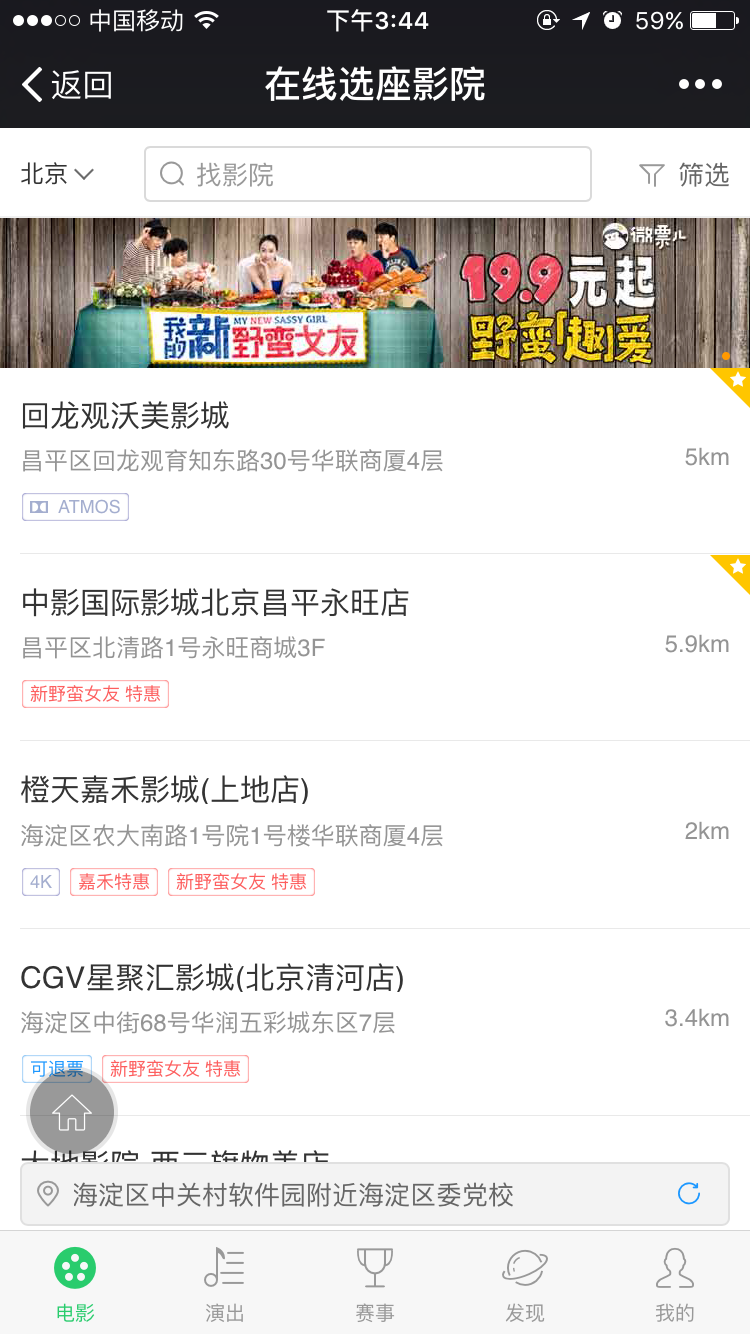 中国移动
下午3:44
59%
返回
在线选座影院
北京
找影院
筛选
微票儿
19.9元起
野蛮「趣」爱
MY NEW SASSY GIRL
我的新野蛮女友
回龙观沃美影城
昌平区回龙观育知东路30号华联商厦4层
5km
ATMOS
中影国际影城北京昌平永旺店
昌平区北清路1号永旺商城3F
5.9km
新野蛮女友 特惠
橙天嘉禾影城(上地店)
海淀区农大南路1号院1号楼华联商厦4层
2km
4K
嘉禾特惠
新野蛮女友 特惠
CGV星聚汇影城(北京清河店)
海淀区中街68号华润五彩城东区7层
3.4km
可退票
新野蛮女友 特惠
大地影院-西三旗物美店
海淀区中关村软件园附近海淀区委党校
电影
演出
赛事
发现
我的